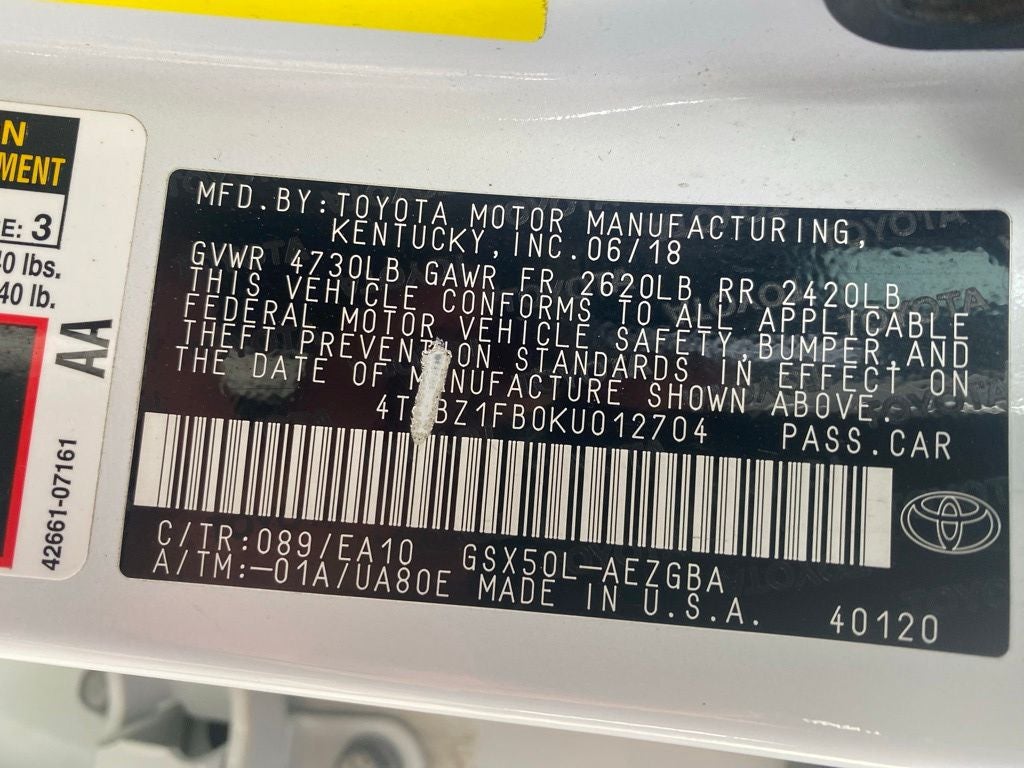 MENT
E: 3
40 lbs.
40 lb.
AA
42661-07161
MFD.BY:TOYOTA MOTOR MANUFACTURING,
KENTUCKY, INC.06/18
GVWR 4730LB GAWR FR 2620LB RR 2420LB
THIS VEHICLE CONFORMS TO ALL APPLICABLE
FEDERAL MOTOR VEHICLE SAFETY,BUMPER,AND
THEFT PREVENTION STANDARDS IN EFFECT ON
THE DATE OF MANUFACTURE SHOWN ABOVE.
PASS.CAR
C/TR:089/EA10 GSX50L-AEZGBA
A/TM:-01A/UA80E MADE IN U.S.A. 40120